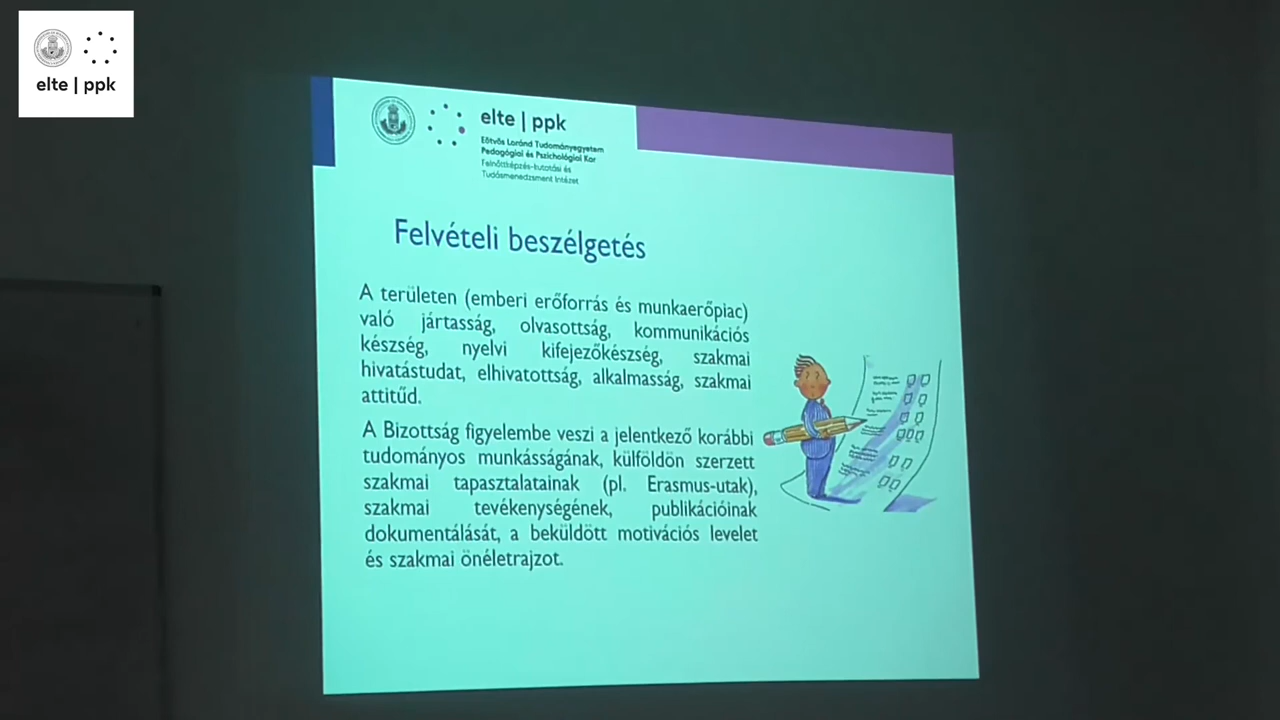 elte | ppk
elte | ppk
Eötvös Loránd Tudományegyetem
Pedagógiai és Pszichológiai Kar
Felnőttképzés-kutatási és
Tudásmenedzsment Intézet
Felvételi beszélgetés
A területen (emberi erőforrás és munkaerőpiac)
való jártasság, olvasottság, kommunikációs
készség, nyelvi kifejezőkészség, szakmai
hivatástudat, elhivatottság, alkalmasság, szakmai
attitűd.
A Bizottság figyelembe veszi a jelentkező korábbi
tudományos munkásságának, külföldön szerzett
szakmai tapasztalatainak (pl. Erasmus-utak),
szakmai tevékenységének, publikációinak
dokumentálását, a beküldött motivációs levelet
és szakmai önéletrajzot.